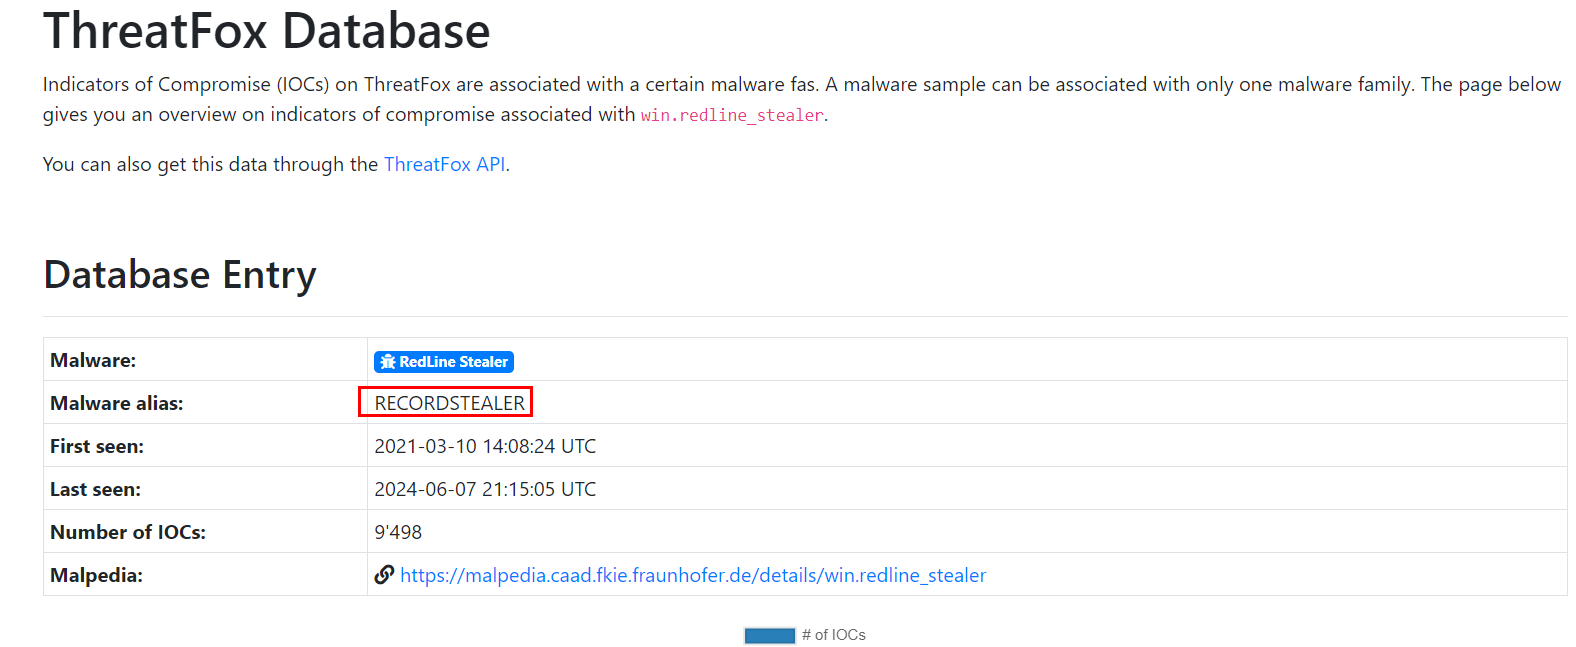 ThreatFox Database
Indicators of Compromise (IOCs) on ThreatFox are associated with a certain malware fas. A malware sample can be associated with only one malware family. The page below
gives you an overview on indicators of compromise associated with win.redline_stealer.
You can also get this data through the ThreatFox API.
Database Entry
Malware: RedLine Stealer
Malware alias: RECORDSTEALER
First seen: 2021-03-10 14:08:24 UTC
Last seen: 2024-06-07 21:15:05 UTC
Number of IOCs: 9'498
Malpedia: https://malpedia.caad.fkie.fraunhofer.de/details/win.redline_stealer
# of IOCs